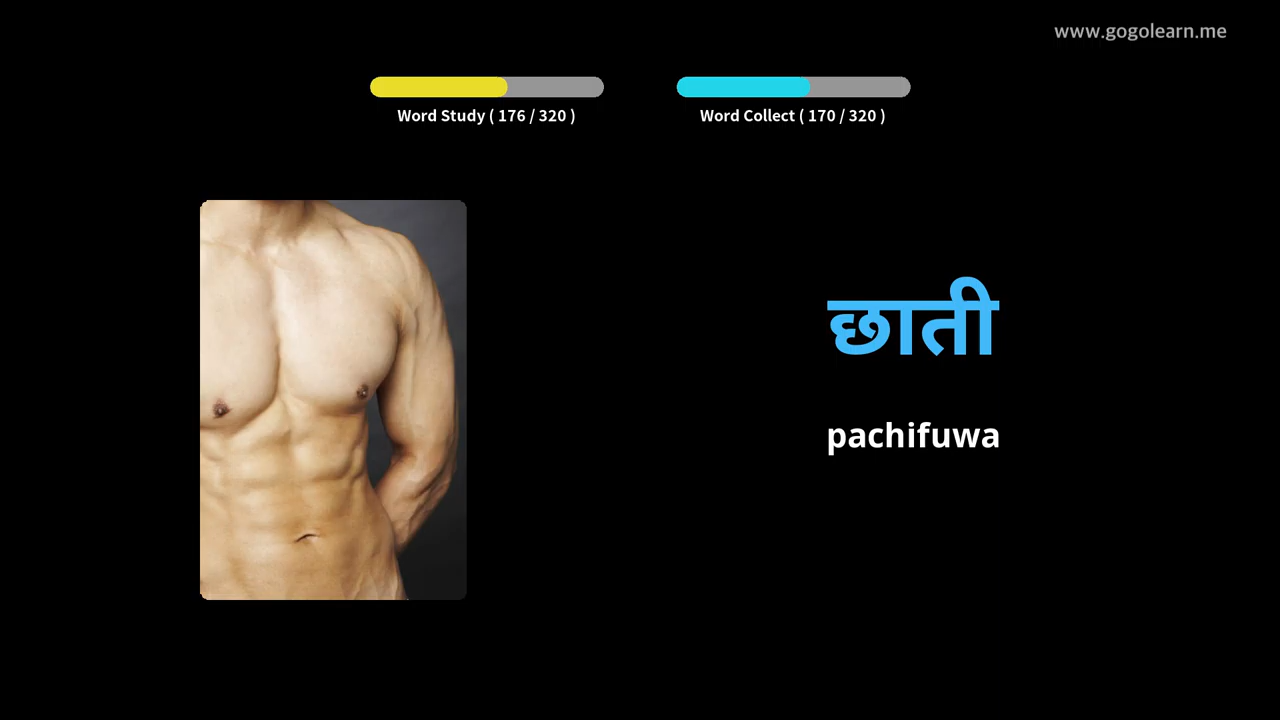 www.gogolearn.me
Word Study ( 176 / 320 )
Word Collect ( 170 / 320 )
छाती
pachifuwa